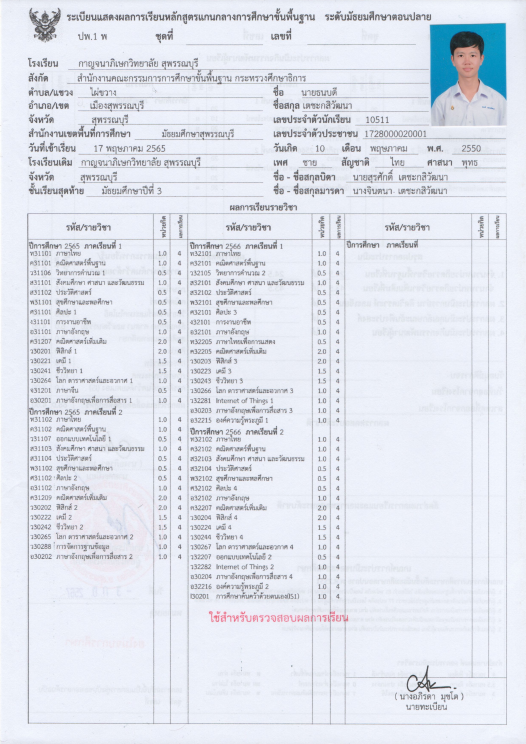 ระเบียนแสดงผลการเรียนหลักสูตรแกนกลางการศึกษาขั้นพื้นฐาน ระดับมัธยมศึกษาตอนปลาย
ปพ.1 พ ชุดที่ เลขที่
โรงเรียน กาญจนาภิเษกวิทยาลัย สุพรรณบุรี
สังกัด สำนักงานคณะกรรมการการศึกษาขั้นพื้นฐาน กระทรวงศึกษาธิการ
ตำบล/แขวง ไผ่ขวาง ชื่อ นายธนบดี
อำเภอ/เขต เมืองสุพรรณบุรี ชื่อสกุล เดชะกสิวัฒนา
จังหวัด สุพรรณบุรี เลขประจำตัวนักเรียน 10511
สำนักงานเขตพื้นที่การศึกษา มัธยมศึกษาสุพรรณบุรี เลขประจำตัวประชาชน 1728000020001
วันที่เข้าเรียน 17 พฤษภาคม 2565 วันเกิด 10 เดือน พฤษภาคม พ.ศ. 2550
โรงเรียนเดิม กาญจนาภิเษกวิทยาลัย สุพรรณบุรี เพศ ชาย สัญชาติ ไทย ศาสนา พุทธ
จังหวัด สุพรรณบุรี ชื่อ - ชื่อสกุลบิดา นายสุรศักดิ์ เดชะกสิวัฒนา
ชั้นเรียนสุดท้าย มัธยมศึกษาปีที่ 3 ชื่อ - ชื่อสกุลมารดา นางจินตนา เดชะกสิวัฒนา
ผลการเรียนรายวิชา
รหัส/รายวิชา หน่วยกิต ผลการเรียน
ปีการศึกษา 2565 ภาคเรียนที่ 1
ท31101 ภาษาไทย 1.0 4
ค31101 คณิตศาสตร์พื้นฐาน 1.0 4
ว31106 วิทยาการคำนวณ 1 0.5 4
ส31101 สังคมศึกษา ศาสนา และวัฒนธรรม 1.0 4
ส31102 ประวัติศาสตร์ 0.5 4
พ31101 สุขศึกษาและพลศึกษา 0.5 4
ศ31101 ศิลปะ 1 0.5 4
ง31101 การงานอาชีพ 0.5 4
อ31101 ภาษาอังกฤษ 1.0 4
ค31207 คณิตศาสตร์เพิ่มเติม 2.0 4
ว30201 ฟิสิกส์ 1 2.0 4
ว30221 เคมี 1 1.5 4
ว30241 ชีววิทยา 1 1.5 4
ว30264 โลก ดาราศาสตร์และอวกาศ 1 1.0 4
จ31201 ภาษาจีน 0.5 4
อ30201 ภาษาอังกฤษเพื่อการสื่อสาร 1 1.0 4
ปีการศึกษา 2565 ภาคเรียนที่ 2
ท31102 ภาษาไทย 1.0 4
ค31102 คณิตศาสตร์พื้นฐาน 1.0 4
ว31107 ออกแบบเทคโนโลยี 1 0.5 4
ส31103 สังคมศึกษา ศาสนา และวัฒนธรรม 1.0 4
ส31104 ประวัติศาสตร์ 0.5 4
พ31102 สุขศึกษาและพลศึกษา 0.5 4
ศ31102 ศิลปะ 2 0.5 4
อ31102 ภาษาอังกฤษ 1.0 4
ค31209 คณิตศาสตร์เพิ่มเติม 2.0 4
ว30202 ฟิสิกส์ 2 2.0 4
ว30222 เคมี 2 1.5 4
ว30242 ชีววิทยา 2 1.5 4
ว30265 โลก ดาราศาสตร์และอวกาศ 2 1.0 4
ว30288 การจัดการฐานข้อมูล 1.0 4
อ30202 ภาษาอังกฤษเพื่อการสื่อสาร 2 1.0 4
รหัส/รายวิชา หน่วยกิต ผลการเรียน
ปีการศึกษา 2566 ภาคเรียนที่ 1
ท32101 ภาษาไทย 1.0 4
ค32101 คณิตศาสตร์พื้นฐาน 1.0 4
ว32105 วิทยาการคำนวณ 2 0.5 4
ส32101 สังคมศึกษา ศาสนา และวัฒนธรรม 1.0 4
ส32102 ประวัติศาสตร์ 0.5 4
พ32101 สุขศึกษาและพลศึกษา 0.5 4
ศ32101 ศิลปะ 3 0.5 4
ง32101 การงานอาชีพ 0.5 4
อ32101 ภาษาอังกฤษ 1.0 4
ท32205 ภาษาไทยเพื่อการแสดง 0.5 4
ค32205 คณิตศาสตร์เพิ่มเติม 2.0 4
ว30203 ฟิสิกส์ 3 2.0 4
ว30223 เคมี 3 1.5 4
ว30243 ชีววิทยา 3 1.5 4
ว30266 โลก ดาราศาสตร์และอวกาศ 3 1.0 4
ว32281 Internet of Things 1 1.0 4
อ30203 ภาษาอังกฤษเพื่อการสื่อสาร 3 1.0 4
อ32215 องค์ความรู้พระภูมี 1 1.0 4
ปีการศึกษา 2566 ภาคเรียนที่ 2
ท32102 ภาษาไทย 1.0 4
ค32102 คณิตศาสตร์พื้นฐาน 1.0 4
ส32103 สังคมศึกษา ศาสนา และวัฒนธรรม 1.0 4
ส32104 ประวัติศาสตร์ 0.5 4
พ32102 สุขศึกษาและพลศึกษา 0.5 4
ศ32102 ศิลปะ 4 0.5 4
อ32102 ภาษาอังกฤษ 1.0 4
ค32207 คณิตศาสตร์เพิ่มเติม 2.0 4
ว30204 ฟิสิกส์ 4 2.0 4
ว30224 เคมี 4 1.5 4
ว30244 ชีววิทยา 4 1.5 4
ว30267 โลก ดาราศาสตร์และอวกาศ 4 1.0 4
ว32207 ออกแบบเทคโนโลยี 2 0.5 4
ว32282 Internet of Things 2 1.0 4
อ30204 ภาษาอังกฤษเพื่อการสื่อสาร 4 1.0 4
อ32216 องค์ความรู้พระภูมี 2 1.0 4
I30201 การศึกษาค้นคว้าด้วยตนเอง(IS1) 1.0 4
รหัส/รายวิชา หน่วยกิต ผลการเรียน
ปีการศึกษา ภาคเรียนที่
ใช้สำหรับตรวจสอบผลการเรียน
นายทะเบียน